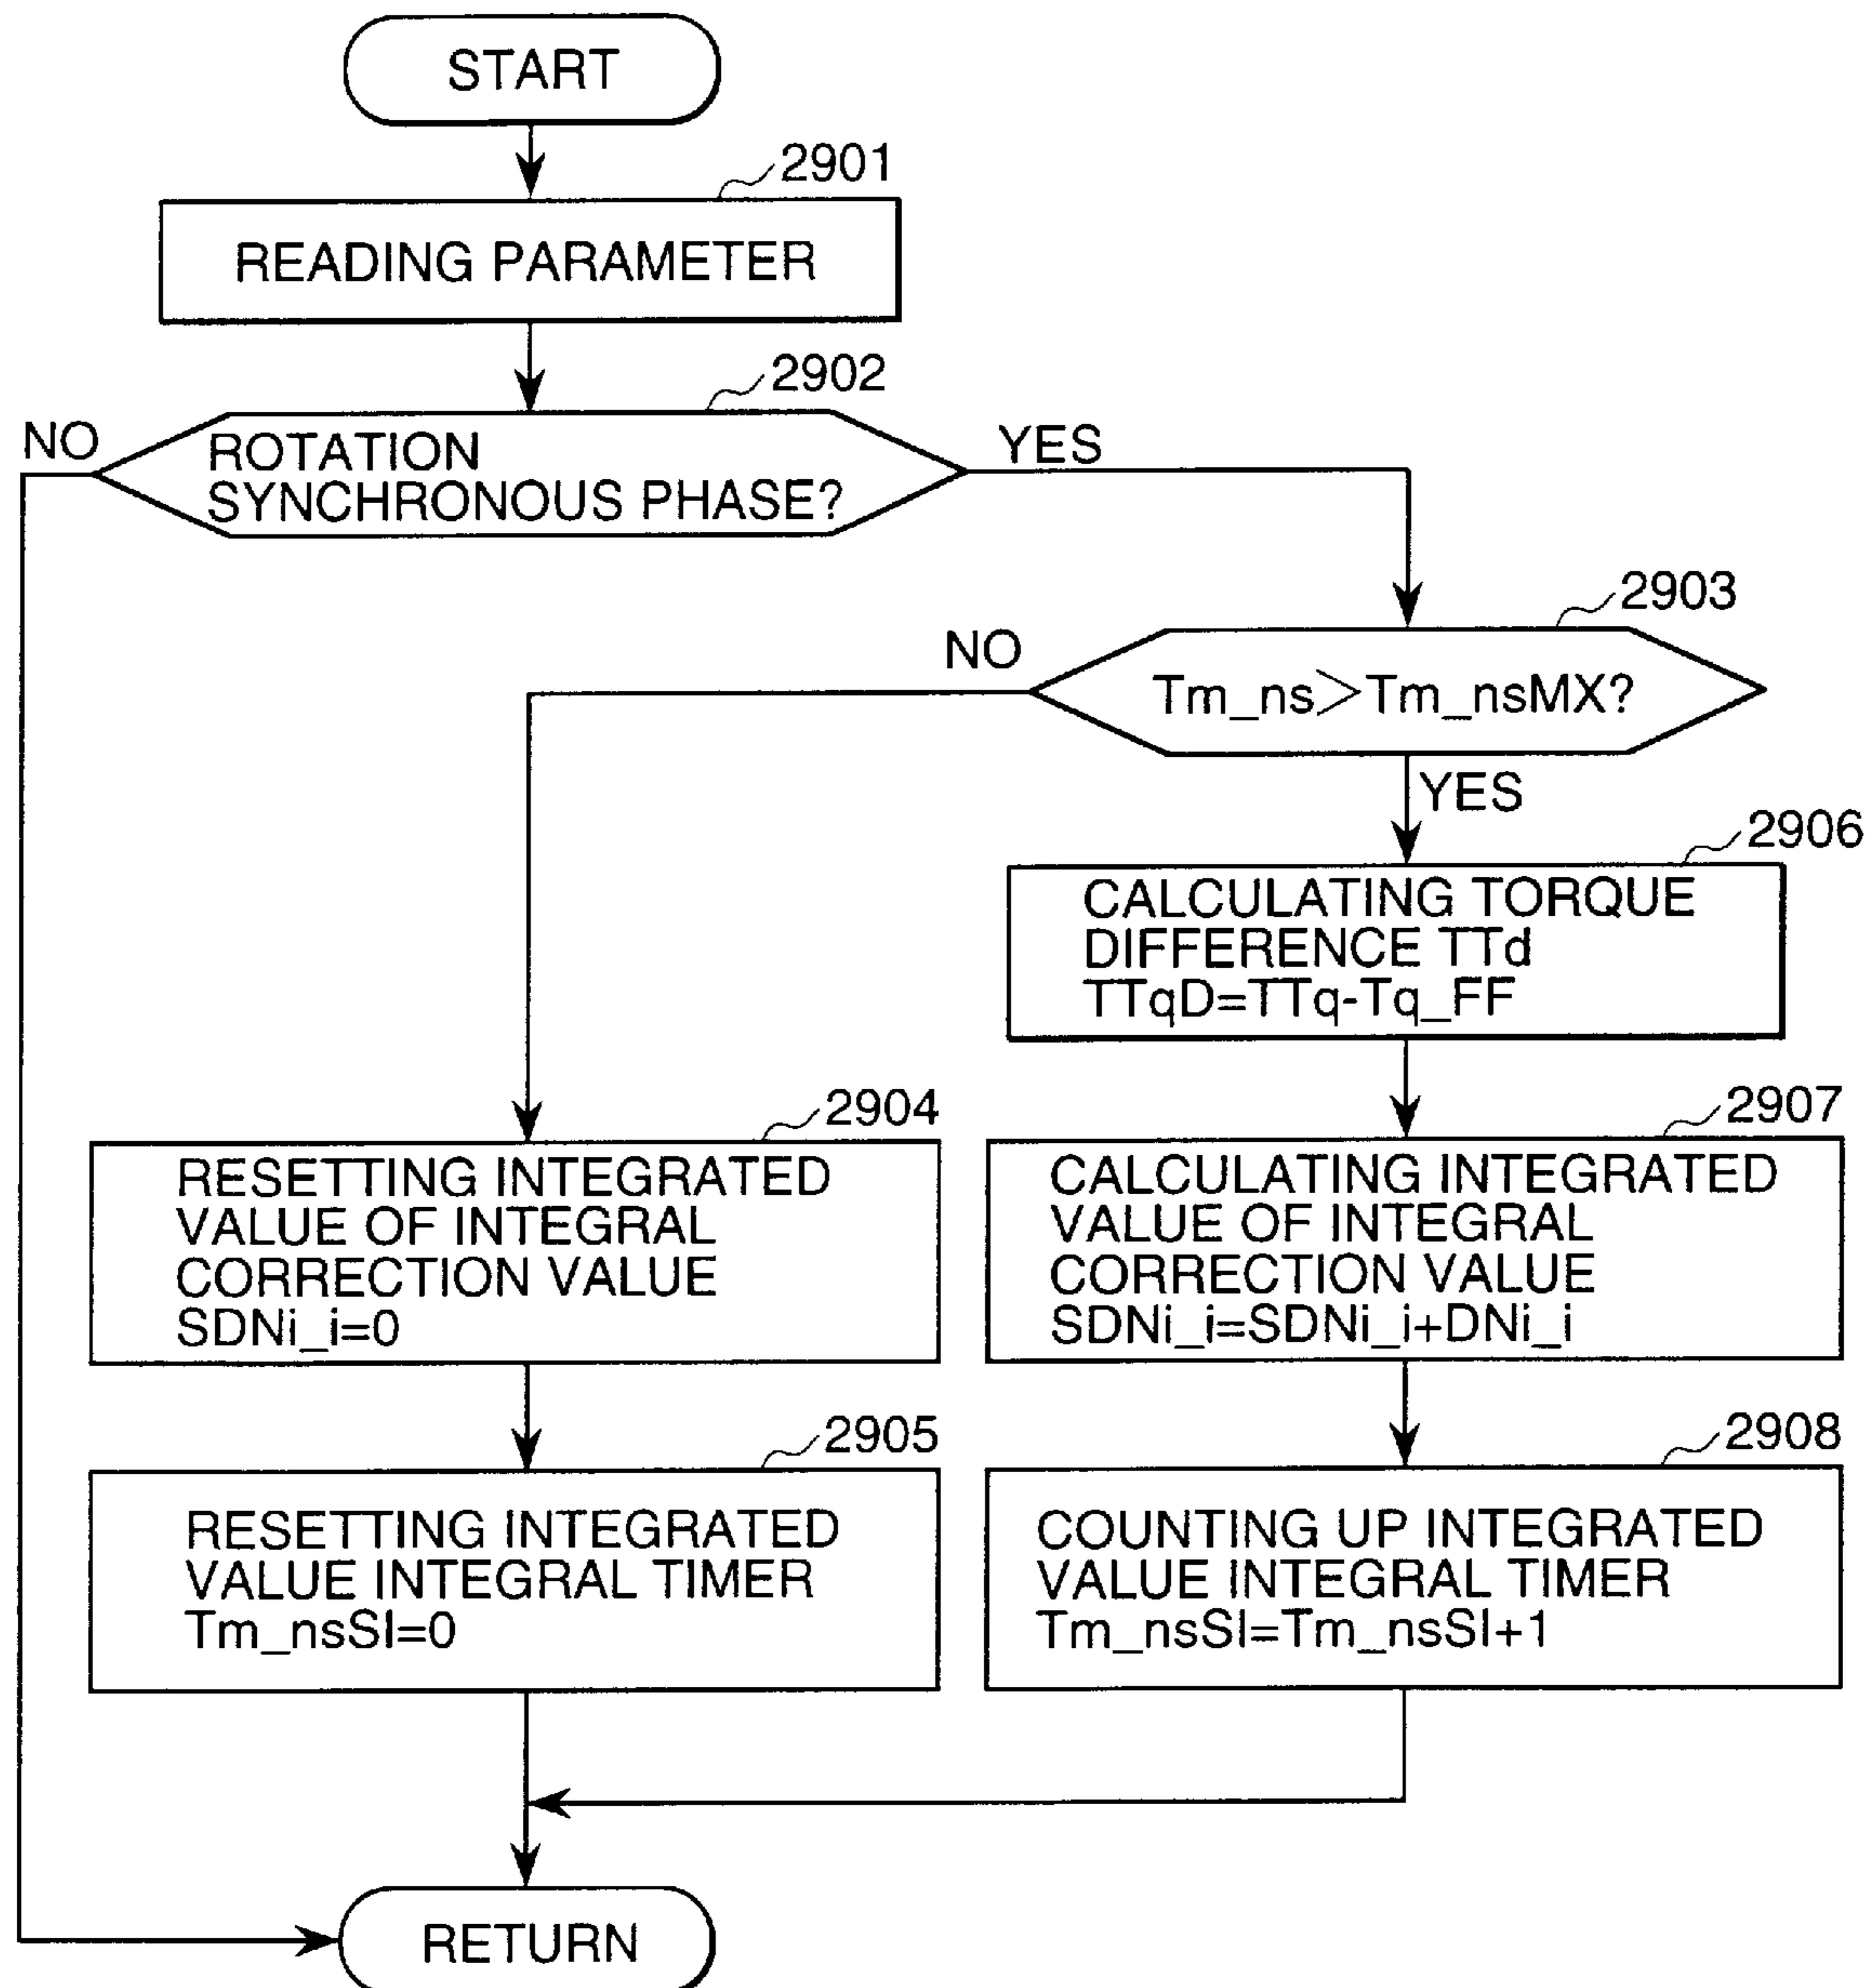 START
2901
READING PARAMETER
2902
NO
ROTATION
SYNCHRONOUS PHASE?
YES
2903
NO
Tm_ns>Tm_nsMX?
YES
2906
CALCULATING TORQUE
DIFFERENCE TTd
TTqD=TTq-Tq_FF
2904
RESETTING INTEGRATED
VALUE OF INTEGRAL
CORRECTION VALUE
SDNi_i=0
2907
CALCULATING INTEGRATED
VALUE OF INTEGRAL
CORRECTION VALUE
SDNi_i=SDNi_i+DNi_i
2905
RESETTING INTEGRATED
VALUE INTEGRAL TIMER
Tm_nsSI=0
2908
COUNTING UP INTEGRATED
VALUE INTEGRAL TIMER
Tm_nsSI=Tm_nsSI+1
RETURN